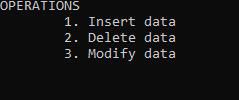 OPERATIONS
1. Insert data
2. Delete data
3. Modify data